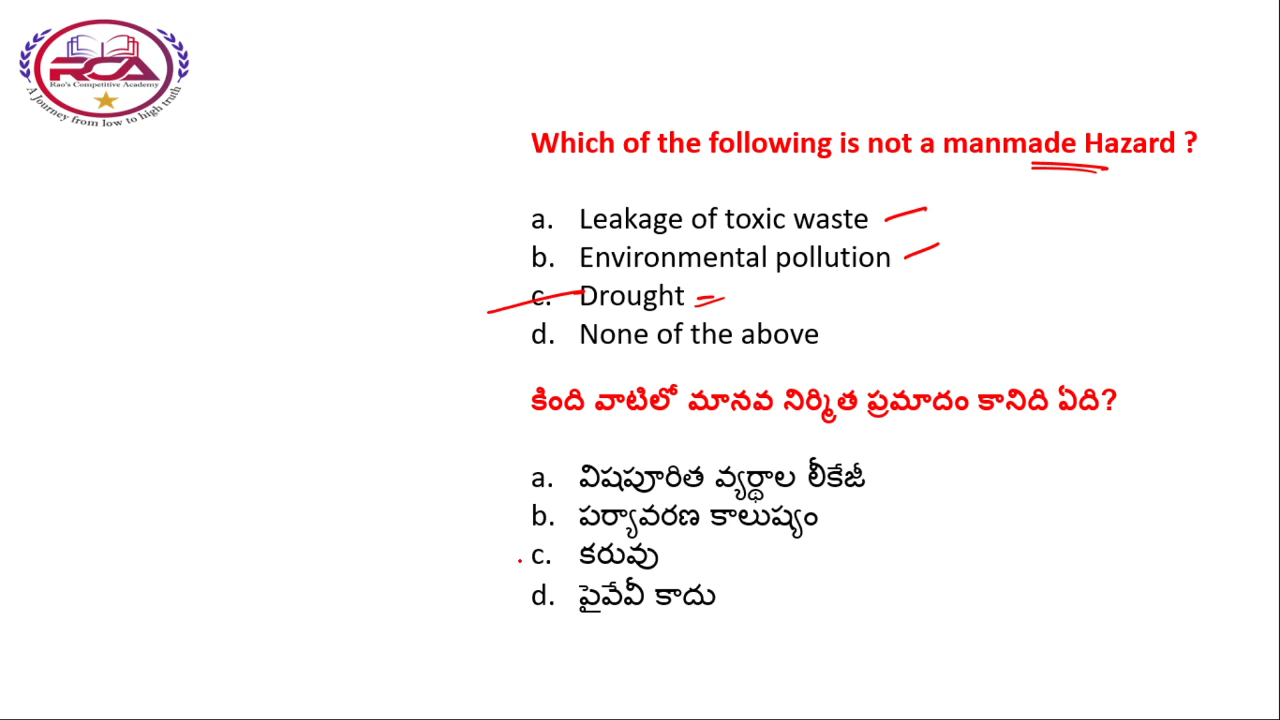 RCA
Rao's Competitive Academy
A Journey from low to high truth
Which of the following is not a manmade Hazard ?
a. Leakage of toxic waste
b. Environmental pollution
c. Drought
d. None of the above
కింది వాటిలో మానవ నిర్మిత ప్రమాదం కానిది ఏది?
a. విషపూరిత వ్యర్థాల లీకేజీ
b. పర్యావరణ కాలుష్యం
c. కరువు
d. పైవేవీ కాదు